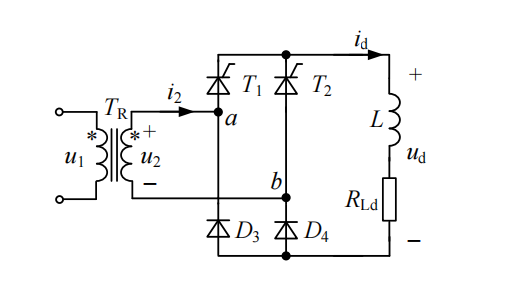 i_d
T_1 T_2 +
i_2
T_R a L
* * +
u_1 u_2 u_d
− b R_Ld
D_3 D_4 −